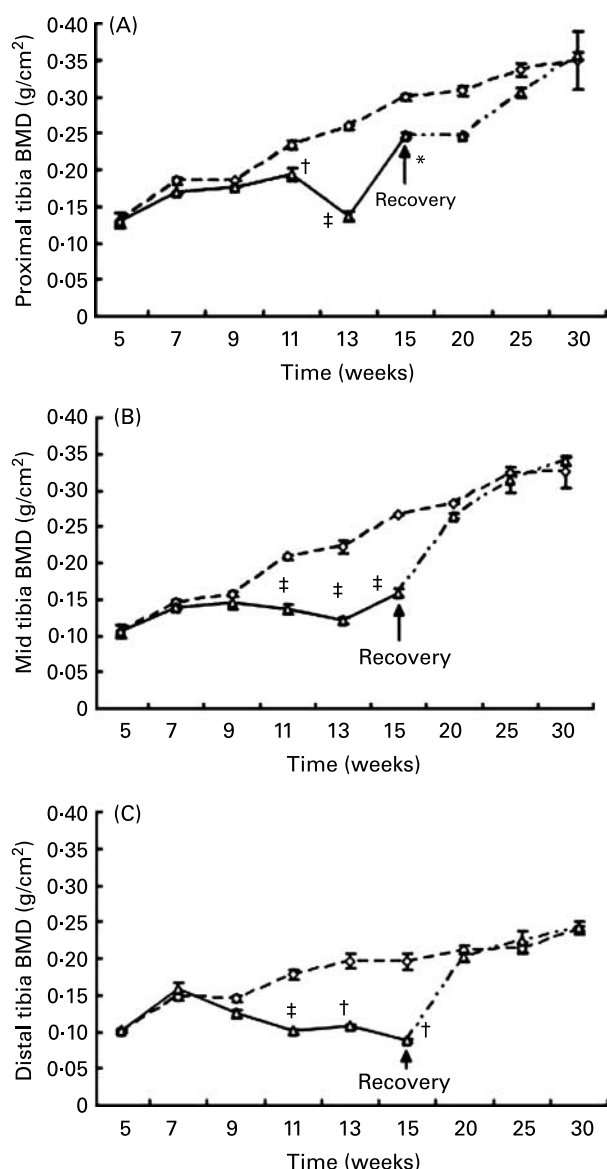 (A)
Proximal tibia BMD (g/cm²)
0·40
0·35
0·30
0·25
0·20
0·15
0·10
0·05
0
†
‡
*
Recovery
5 7 9 11 13 15 20 25 30
Time (weeks)
(B)
Mid tibia BMD (g/cm²)
0·40
0·35
0·30
0·25
0·20
0·15
0·10
0·05
0
‡ ‡ ‡
Recovery
5 7 9 11 13 15 20 25 30
Time (weeks)
(C)
Distal tibia BMD (g/cm²)
0·40
0·35
0·30
0·25
0·20
0·15
0·10
0·05
0
‡ † †
Recovery
5 7 9 11 13 15 20 25 30
Time (weeks)